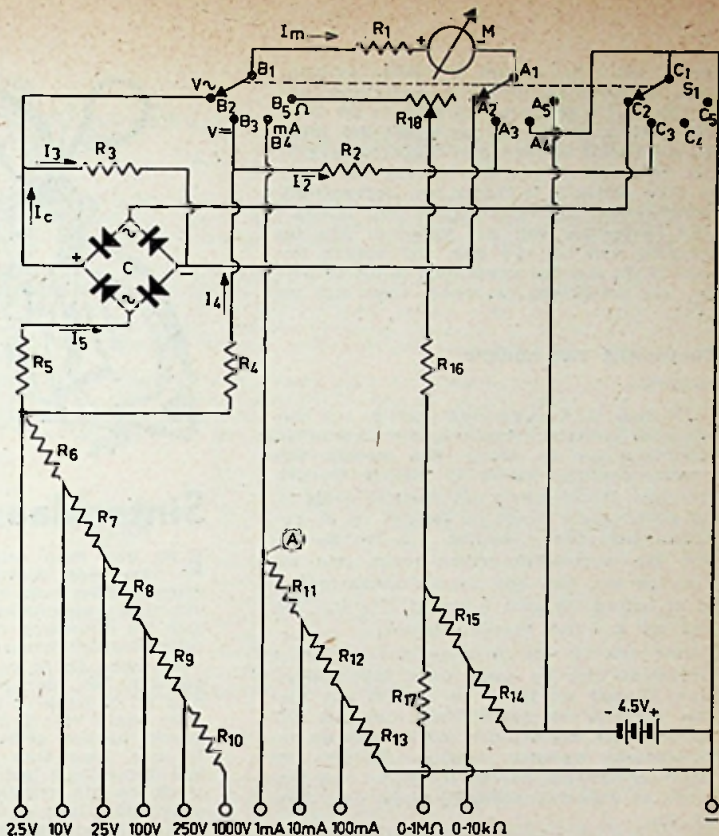 Im R1 + -M
B1 A1 C1
V~ B2 B5 Ω A2 A5 C2 S1 C5
V= B3 mA B4 R18 A3 A4 C3 C4
I3 R3 R2
I2
Ic
+ C - I4
~
~
I5
R5 R4 R16
R6
R7 A
R8 R11 R15
R9 R12 R14
R10 R13 R17 - 4.5V+
2.5V 10V 25V 100V 250V 1000V 1mA 10mA 100mA 0-1MΩ 0-10kΩ -